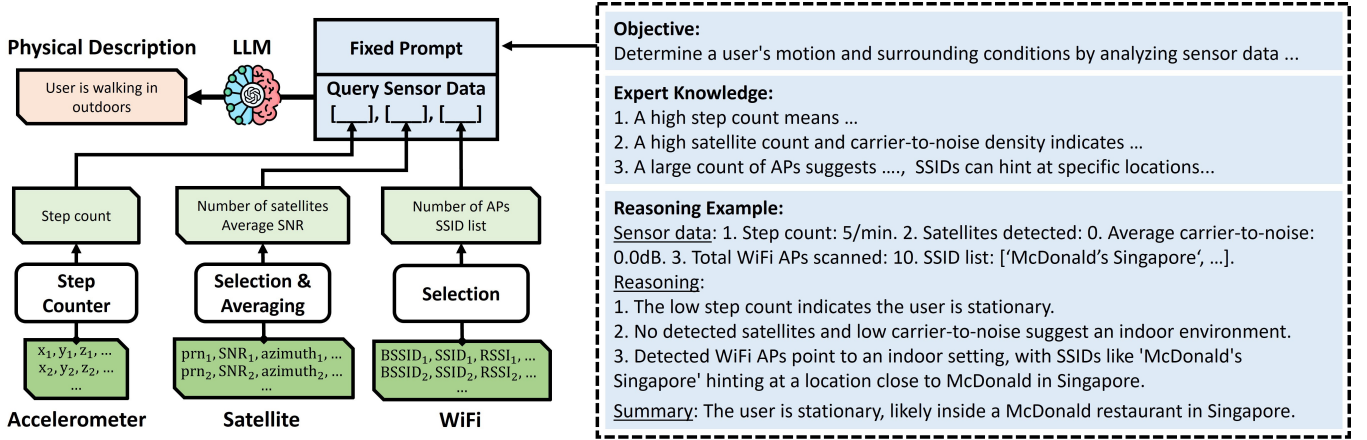 Physical Description
LLM
Fixed Prompt
User is walking in
outdoors
Query Sensor Data
[___], [___], [___]
Step count
Number of satellites
Average SNR
Number of APs
SSID list
Step
Counter
Selection &
Averaging
Selection
x₁, y₁, z₁, ...
x₂, y₂, z₂, ...
...
prn₁, SNR₁, azimuth₁, ...
prn₂, SNR₂, azimuth₂, ...
...
BSSID₁, SSID₁, RSSI₁, ...
BSSID₂, SSID₂, RSSI₂, ...
...
Accelerometer
Satellite
WiFi
Objective:
Determine a user's motion and surrounding conditions by analyzing sensor data ...
Expert Knowledge:
1. A high step count means ...
2. A high satellite count and carrier-to-noise density indicates ...
3. A large count of APs suggests ...., SSIDs can hint at specific locations...
Reasoning Example:
Sensor data: 1. Step count: 5/min. 2. Satellites detected: 0. Average carrier-to-noise:
0.0dB. 3. Total WiFi APs scanned: 10. SSID list: [‘McDonald’s Singapore‘, ...].
Reasoning:
1. The low step count indicates the user is stationary.
2. No detected satellites and low carrier-to-noise suggest an indoor environment.
3. Detected WiFi APs point to an indoor setting, with SSIDs like 'McDonald's
Singapore' hinting at a location close to McDonald in Singapore.
Summary: The user is stationary, likely inside a McDonald restaurant in Singapore.